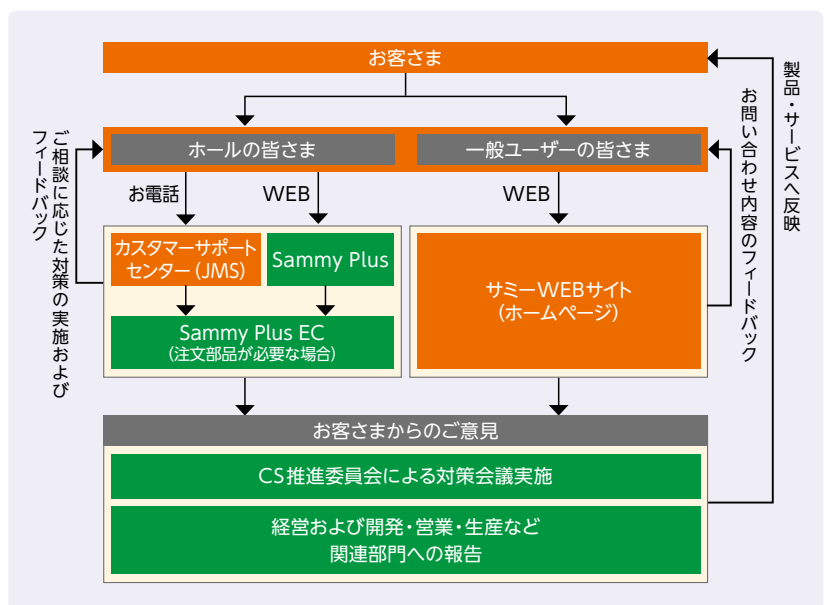 お客さま
ホールの皆さま
一般ユーザーの皆さま
お電話
WEB
WEB
カスタマーサポート
センター(JMS)
Sammy Plus
Sammy Plus EC
(注文部品が必要な場合)
サミーWEBサイト
(ホームページ)
お客さまからのご意見
CS推進委員会による対策会議実施
経営および開発・営業・生産など
関連部門への報告
ご相談に応じた対策の実施および
フィードバック
お問い合わせ内容のフィードバック
製品・サービスへ反映